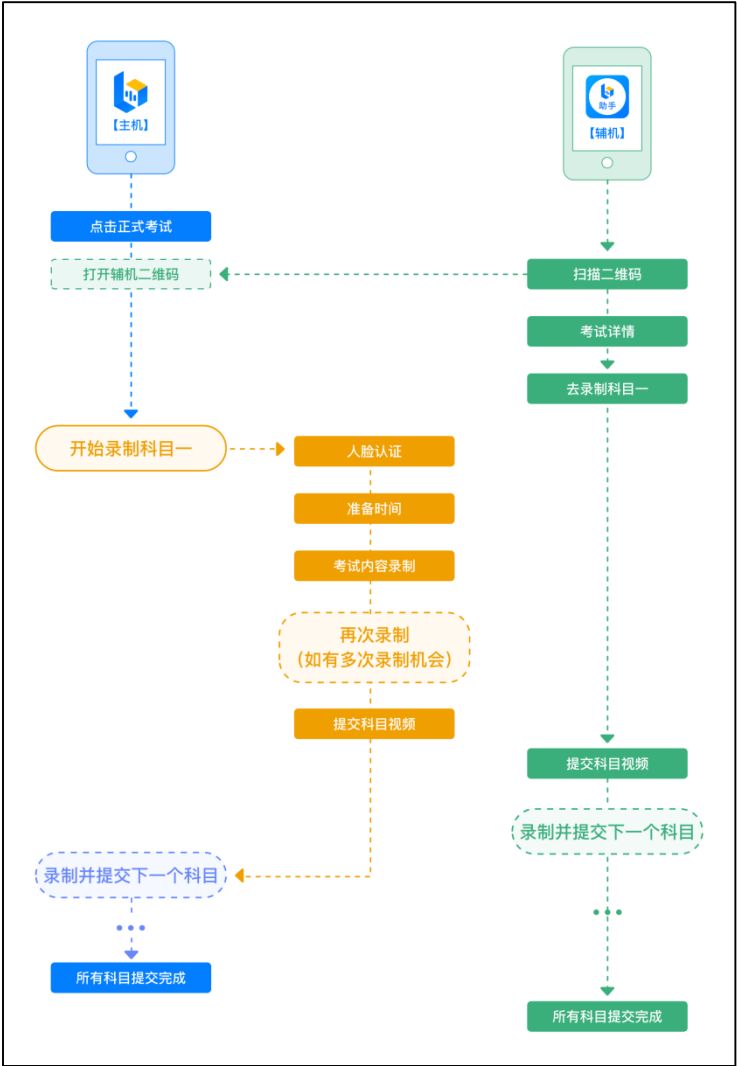 【主机】
助手
【辅机】
点击正式考试
打开辅机二维码
扫描二维码
考试详情
去录制科目一
开始录制科目一
人脸认证
准备时间
考试内容录制
再次录制
（如有多次录制机会）
提交科目视频
提交科目视频
录制并提交下一个科目
录制并提交下一个科目
所有科目提交完成
所有科目提交完成